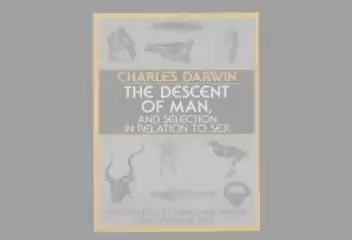 CHARLES DARWIN
THE DESCENT
OF MAN,
AND SELECTION
IN RELATION TO SEX